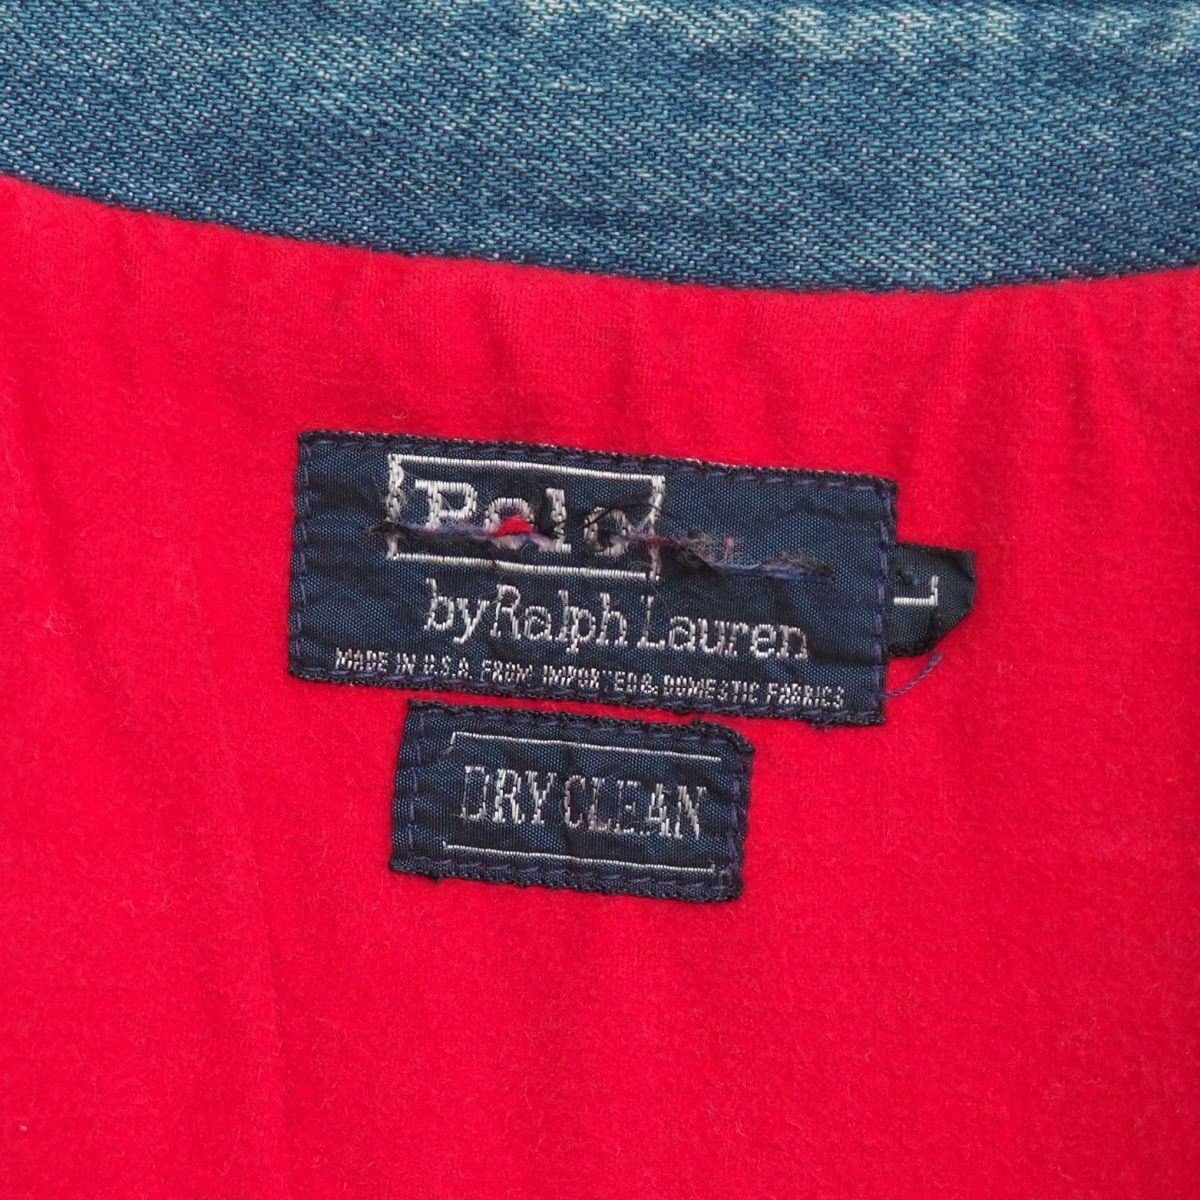 Polo
by Ralph Lauren
MADE IN U.S.A. FROM IMPORTED & DOMESTIC FABRICS
L
DRY CLEAN